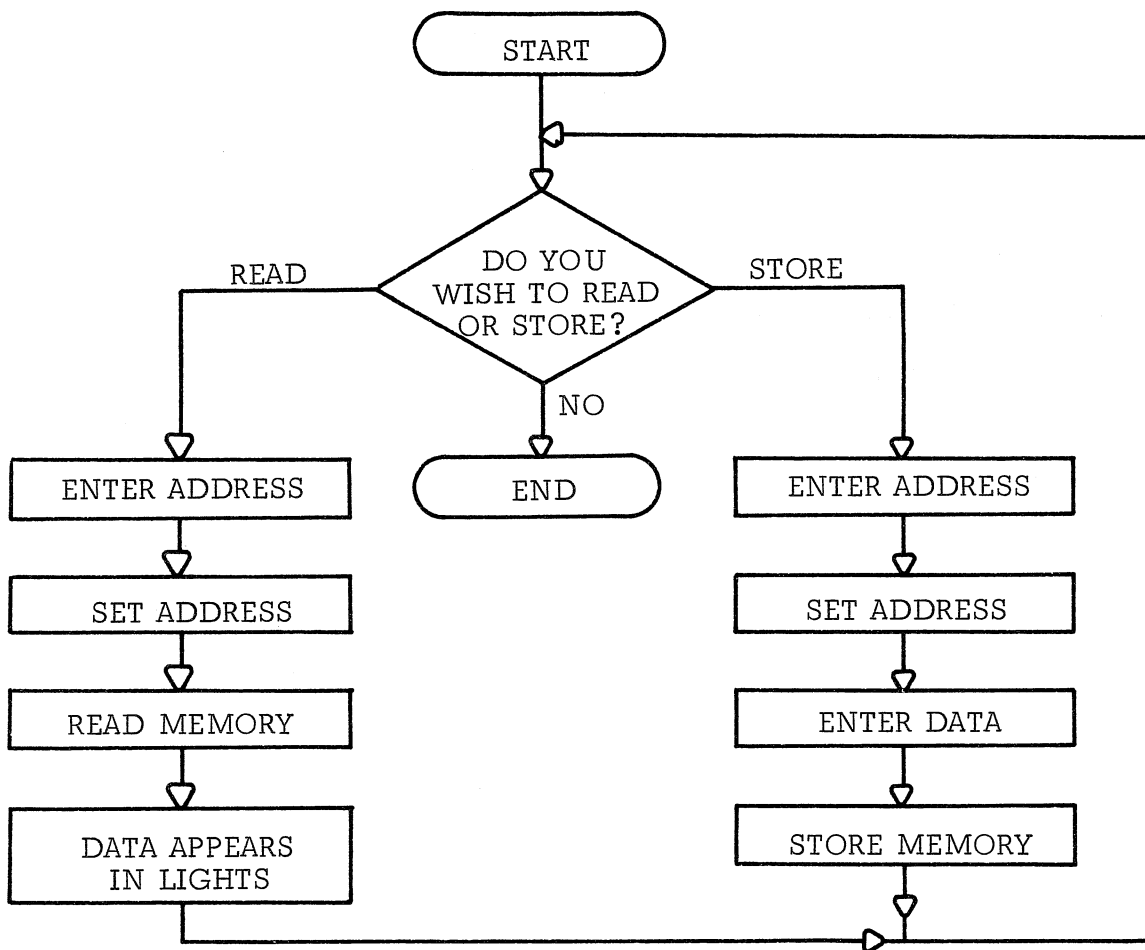 START
DO YOU
WISH TO READ
OR STORE?
READ
STORE
NO
END
ENTER ADDRESS
SET ADDRESS
READ MEMORY
DATA APPEARS
IN LIGHTS
ENTER ADDRESS
SET ADDRESS
ENTER DATA
STORE MEMORY